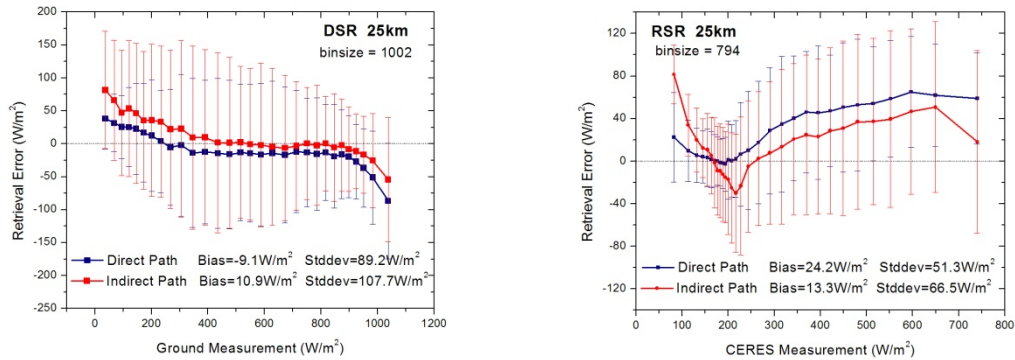 DSR 25km
binsize = 1002
200
150
100
50
0
-50
-100
-150
-200
-250
Retrieval Error (W/m²)
Direct Path Bias=-9.1W/m² Stddev=89.2W/m²
Indirect Path Bias=10.9W/m² Stddev=107.7W/m²
0 200 400 600 800 1000 1200
Ground Measurement (W/m²)
RSR 25km
binsize = 794
120
80
40
0
-40
-80
-120
Retrieval Error (W/m²)
Direct Path Bias=24.2W/m² Stddev=51.3W/m²
Indirect Path Bias=13.3W/m² Stddev=66.5W/m²
0 100 200 300 400 500 600 700 800
CERES Measurement (W/m²)